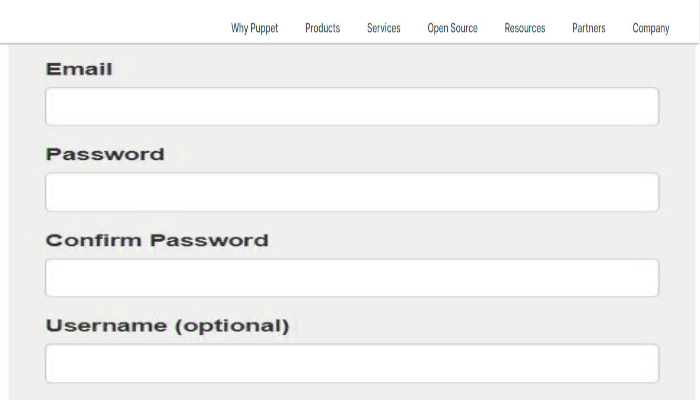 Why Puppet Products Services Open Source Resources Partners Company
Email
Password
Confirm Password
Username (optional)